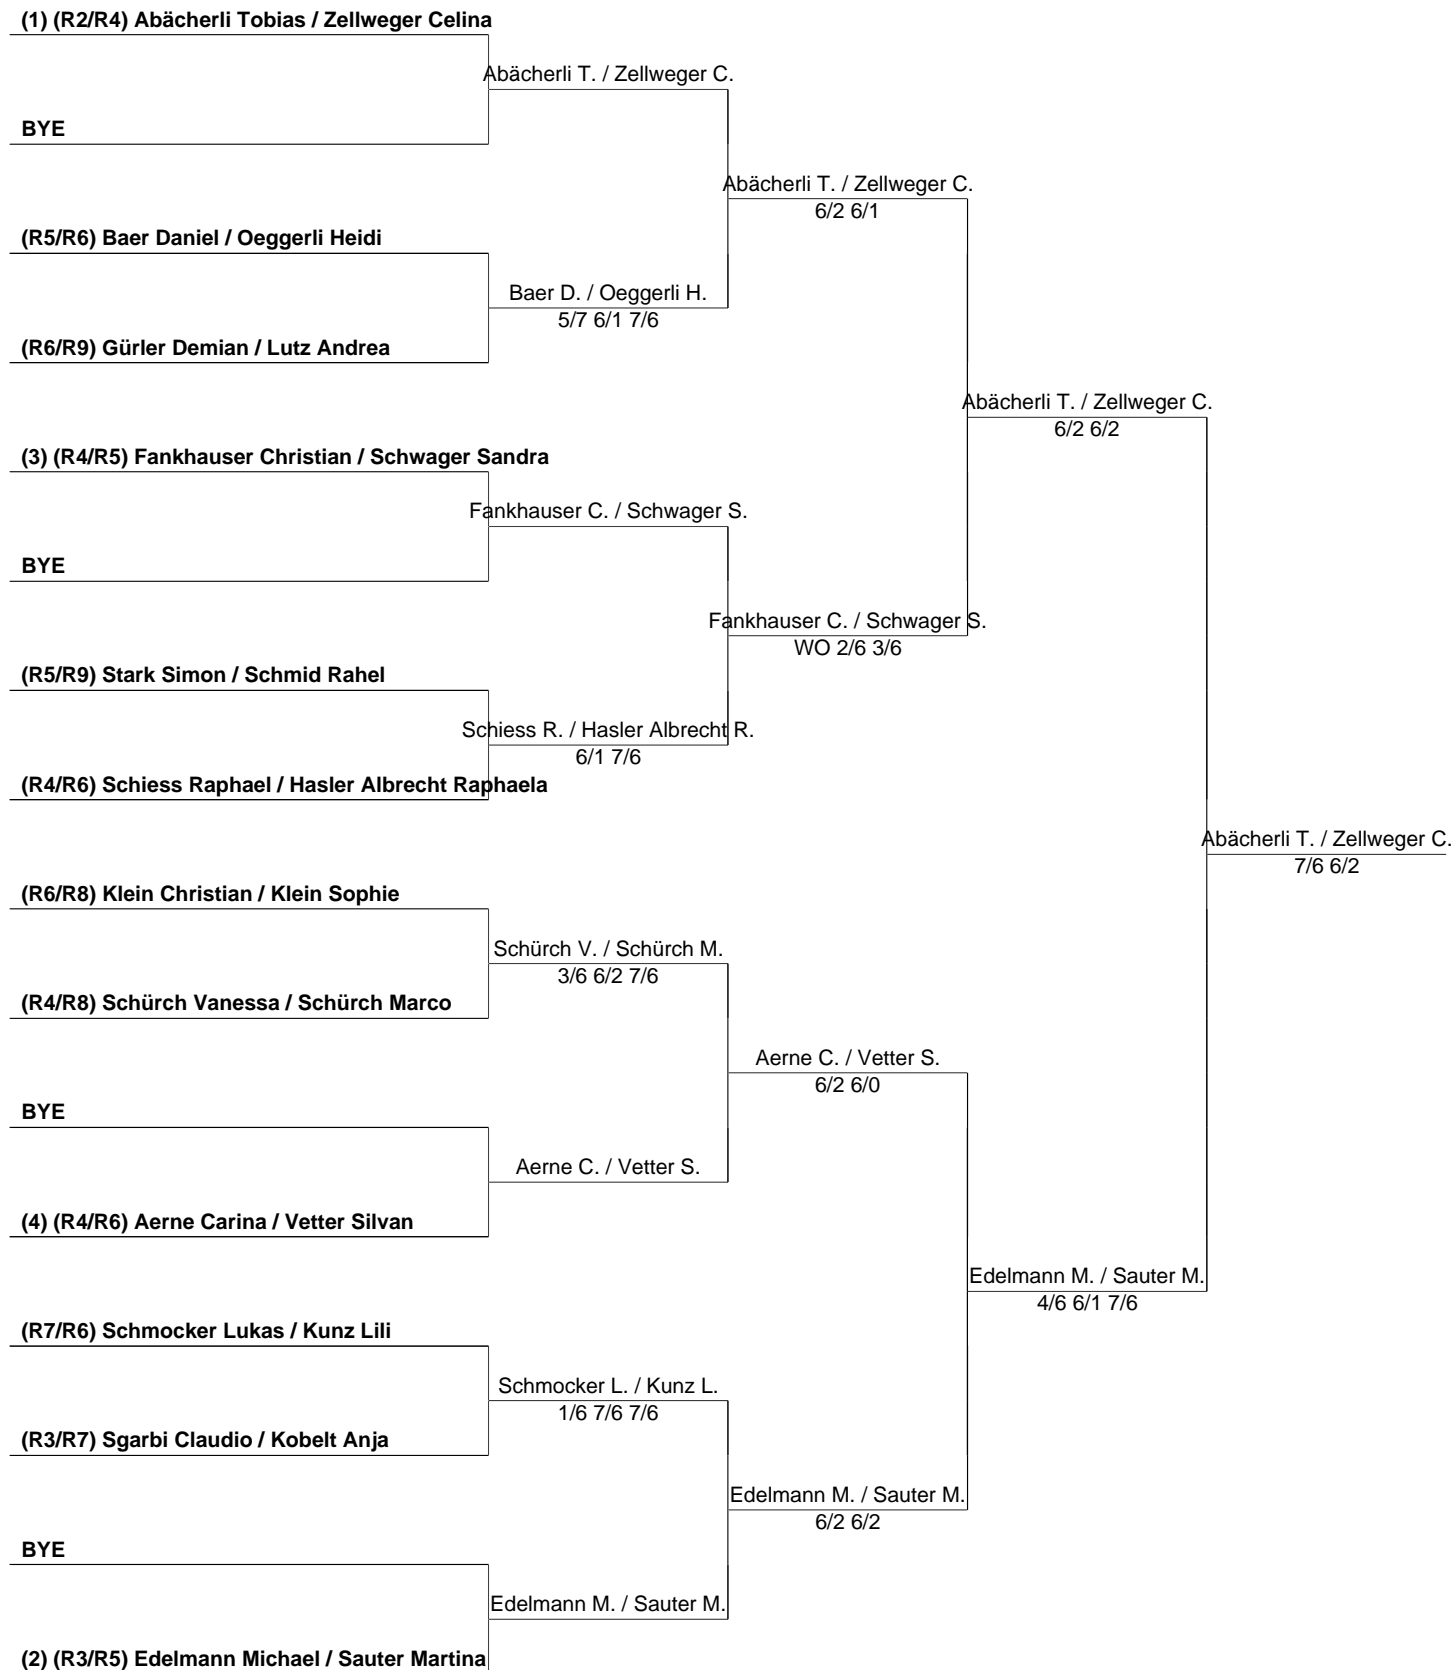 (1) (R2/R4) Abächerli Tobias / Zellweger Celina
Abächerli T. / Zellweger C.
BYE
Abächerli T. / Zellweger C.
6/2 6/1
(R5/R6) Baer Daniel / Oeggerli Heidi
Baer D. / Oeggerli H.
5/7 6/1 7/6
(R6/R9) Gürler Demian / Lutz Andrea
Abächerli T. / Zellweger C.
6/2 6/2
(3) (R4/R5) Fankhauser Christian / Schwager Sandra
Fankhauser C. / Schwager S.
BYE
Fankhauser C. / Schwager S.
WO 2/6 3/6
(R5/R9) Stark Simon / Schmid Rahel
Schiess R. / Hasler Albrecht R.
6/1 7/6
(R4/R6) Schiess Raphael / Hasler Albrecht Raphaela
Abächerli T. / Zellweger C.
7/6 6/2
(R6/R8) Klein Christian / Klein Sophie
Schürch V. / Schürch M.
3/6 6/2 7/6
(R4/R8) Schürch Vanessa / Schürch Marco
Aerne C. / Vetter S.
6/2 6/0
BYE
Aerne C. / Vetter S.
(4) (R4/R6) Aerne Carina / Vetter Silvan
Edelmann M. / Sauter M.
4/6 6/1 7/6
(R7/R6) Schmocker Lukas / Kunz Lili
Schmocker L. / Kunz L.
1/6 7/6 7/6
(R3/R7) Sgarbi Claudio / Kobelt Anja
Edelmann M. / Sauter M.
6/2 6/2
BYE
Edelmann M. / Sauter M.
(2) (R3/R5) Edelmann Michael / Sauter Martina